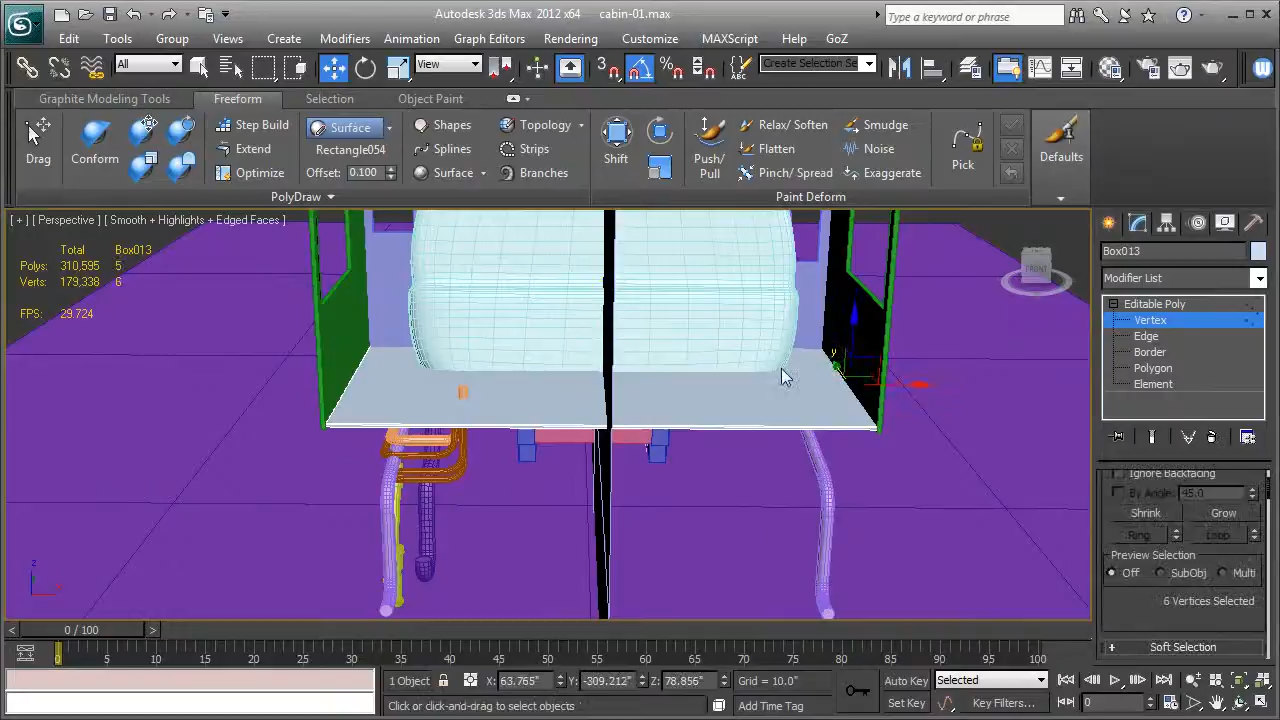 Autodesk 3ds Max 2012 x64 cabin-01.max
Type a keyword or phrase
Edit Tools Group Views Create Modifiers Animation Graph Editors Rendering Customize MAXScript Help GoZ
All View 3 Create Selection Se
Graphite Modeling Tools Freeform Selection Object Paint
Drag Conform Step Build Surface Shapes Topology Shift Push/ Pull Relax/ Soften Smudge Pick Defaults
Extend Rectangle054 Splines Strips Flatten Noise
Optimize Offset: 0.100 Surface Branches Pinch/ Spread Exaggerate
PolyDraw Paint Deform
[ + ] [ Perspective ] [ Smooth + Highlights + Edged Faces ]
Total Box013
Polys: 310,595 5
Verts: 179,338 6
FPS: 29.724
FRONT
y
z
x
Box013
Modifier List
Editable Poly
Vertex
Edge
Border
Polygon
Element
Ignore Backfacing
By Angle: 45.0
Shrink Grow
Ring Loop
Preview Selection
Off SubObj Multi
6 Vertices Selected
Soft Selection
< 0 / 100 >
0 5 10 15 20 25 30 35 40 45 50 55 60 65 70 75 80 85 90 95 100
1 Object X: 63.765" Y: -309.212" Z: 78.856" Grid = 10.0" Auto Key Selected
Click or click-and-drag to select objects Add Time Tag Set Key Key Filters... 0